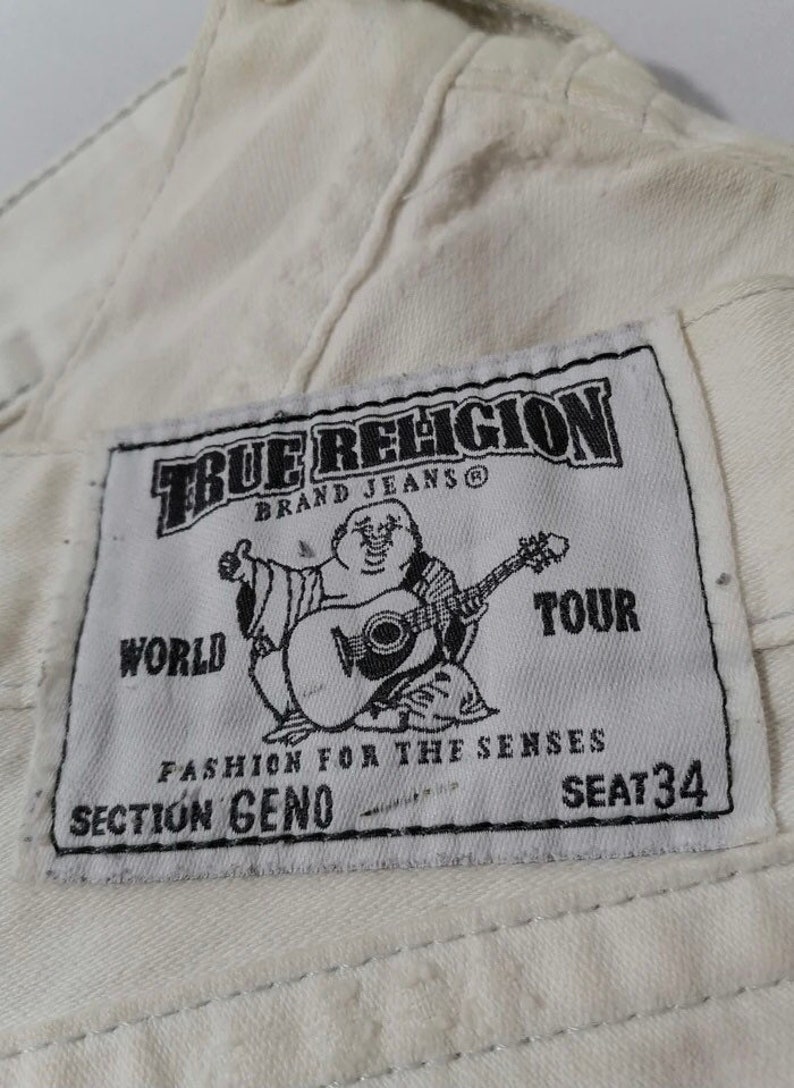 TRUE RELIGION
BRAND JEANS®
WORLD TOUR
FASHION FOR THE SENSES
SECTION GENO SEAT 34